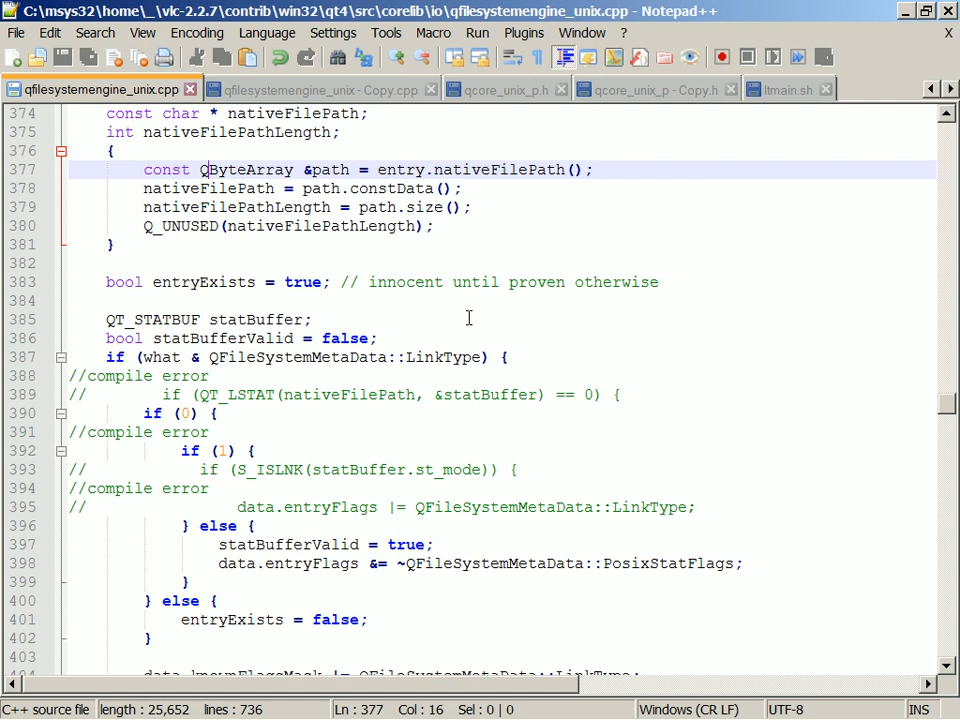 C:\msys32\home\_\vlc-2.2.7\contrib\win32\qt4\src\corelib\io\qfilesystemengine_unix.cpp - Notepad++
File Edit Search View Encoding Language Settings Tools Macro Run Plugins Window ? X
qfilesystemengine_unix.cpp qfilesystemengine_unix - Copy.cpp qcore_unix_p.h qcore_unix_p - Copy.h ltmain.sh
374 const char * nativeFilePath;
375 int nativeFilePathLength;
376 {
377 const QByteArray &path = entry.nativeFilePath();
378 nativeFilePath = path.constData();
379 nativeFilePathLength = path.size();
380 Q_UNUSED(nativeFilePathLength);
381 }
382
383 bool entryExists = true; // innocent until proven otherwise
384
385 QT_STATBUF statBuffer;
386 bool statBufferValid = false;
387 if (what & QFileSystemMetaData::LinkType) {
388 //compile error
389 // if (QT_LSTAT(nativeFilePath, &statBuffer) == 0) {
390 if (0) {
391 //compile error
392 if (1) {
393 // if (S_ISLNK(statBuffer.st_mode)) {
394 //compile error
395 // data.entryFlags |= QFileSystemMetaData::LinkType;
396 } else {
397 statBufferValid = true;
398 data.entryFlags &= ~QFileSystemMetaData::PosixStatFlags;
399 }
400 } else {
401 entryExists = false;
402 }
403
404 data.knownFlagsMask |= QFileSystemMetaData::LinkType;
C++ source file length : 25,652 lines : 736 Ln : 377 Col : 16 Sel : 0 | 0 Windows (CR LF) UTF-8 INS